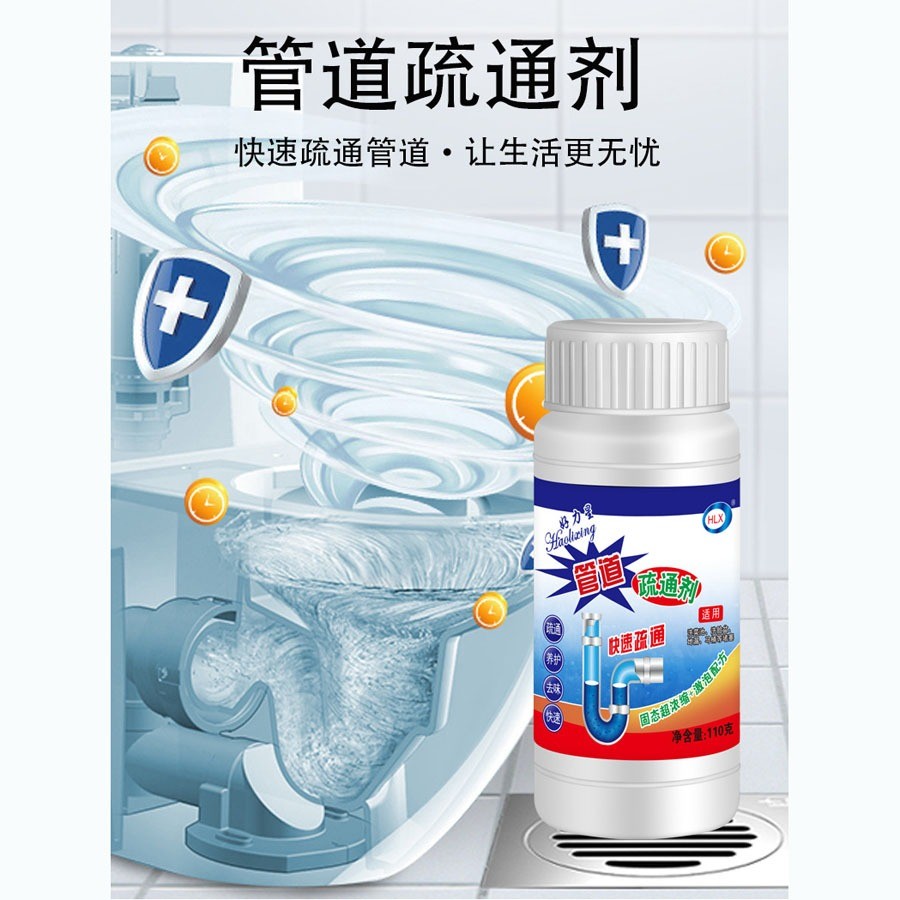 管道疏通剂
快速疏通管道·让生活更无忧
好力星
Haolixing
HLX
管道
疏通剂
适用
疏通
养护
去味
快速
快速疏通
固态超浓缩+激泡配方
净含量:110克